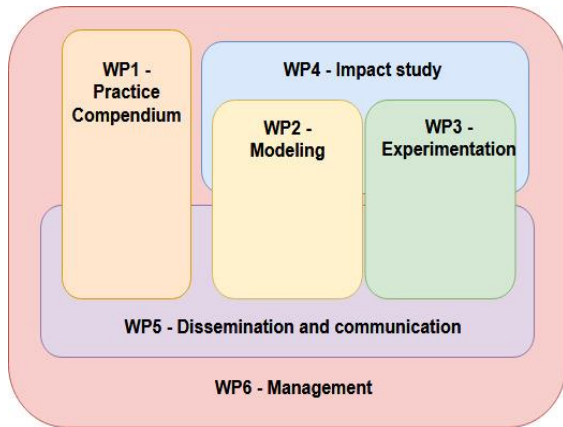 WP1 -
Practice
Compendium
WP4 - Impact study
WP2 -
Modeling
WP3 -
Experimentation
WP5 - Dissemination and communication
WP6 - Management